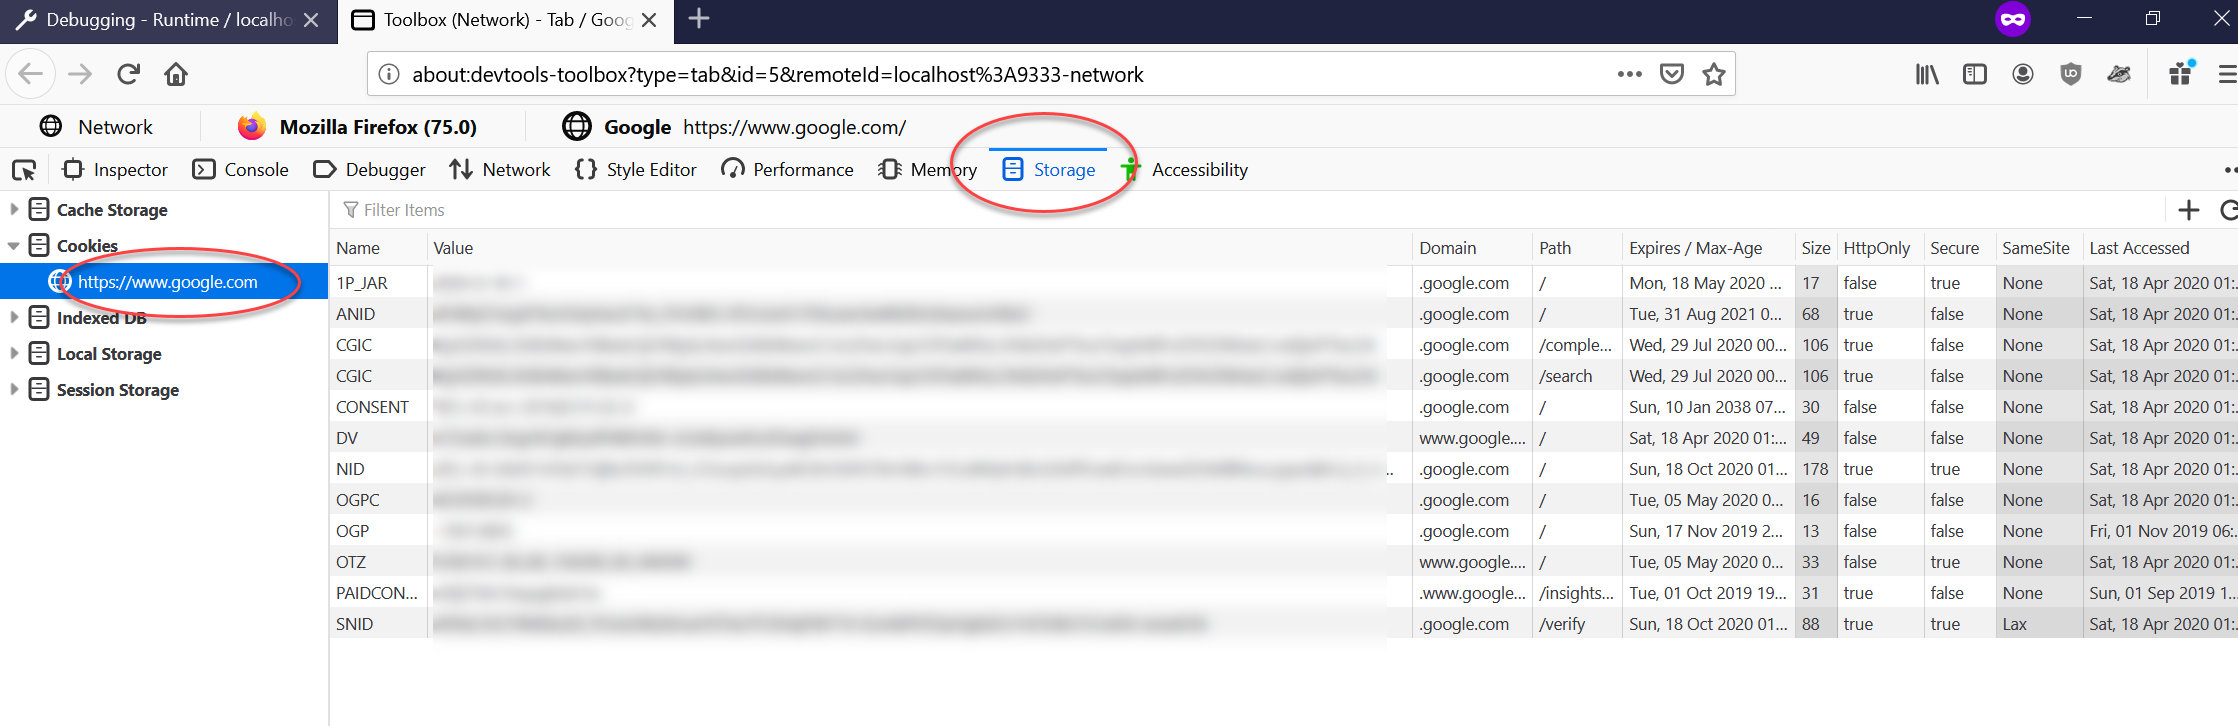 Debugging - Runtime / localho
Toolbox (Network) - Tab / Goog
about:devtools-toolbox?type=tab&id=5&remoteId=localhost%3A9333-network
Network Mozilla Firefox (75.0) Google https://www.google.com/
Inspector Console Debugger Network Style Editor Performance Memory Storage Accessibility
Cache Storage
Cookies
https://www.google.com
Indexed DB
Local Storage
Session Storage
Filter Items
Name Value Domain Path Expires / Max-Age Size HttpOnly Secure SameSite Last Accessed
1P_JAR .google.com / Mon, 18 May 2020 ... 17 false true None Sat, 18 Apr 2020 01:..
ANID .google.com / Tue, 31 Aug 2021 0... 68 true false None Sat, 18 Apr 2020 01:..
CGIC .google.com /comple... Wed, 29 Jul 2020 00... 106 true false None Sat, 18 Apr 2020 01:..
CGIC .google.com /search Wed, 29 Jul 2020 00... 106 true false None Sat, 18 Apr 2020 01:..
CONSENT .google.com / Sun, 10 Jan 2038 07... 30 false false None Sat, 18 Apr 2020 01:..
DV www.google.... / Sat, 18 Apr 2020 01:... 49 false false None Sat, 18 Apr 2020 01:..
NID ... .google.com / Sun, 18 Oct 2020 01... 178 true true None Sat, 18 Apr 2020 01:..
OGPC .google.com / Tue, 05 May 2020 0... 16 false false None Sat, 18 Apr 2020 01:..
OGP .google.com / Sun, 17 Nov 2019 2... 13 false false None Fri, 01 Nov 2019 06:..
OTZ www.google.... / Tue, 05 May 2020 0... 33 false true None Sat, 18 Apr 2020 01:..
PAIDCON... .www.google... /insights... Tue, 01 Oct 2019 19... 31 true false None Sun, 01 Sep 2019 1...
SNID .google.com /verify Sun, 18 Oct 2020 01... 88 true true Lax Sat, 18 Apr 2020 01:..